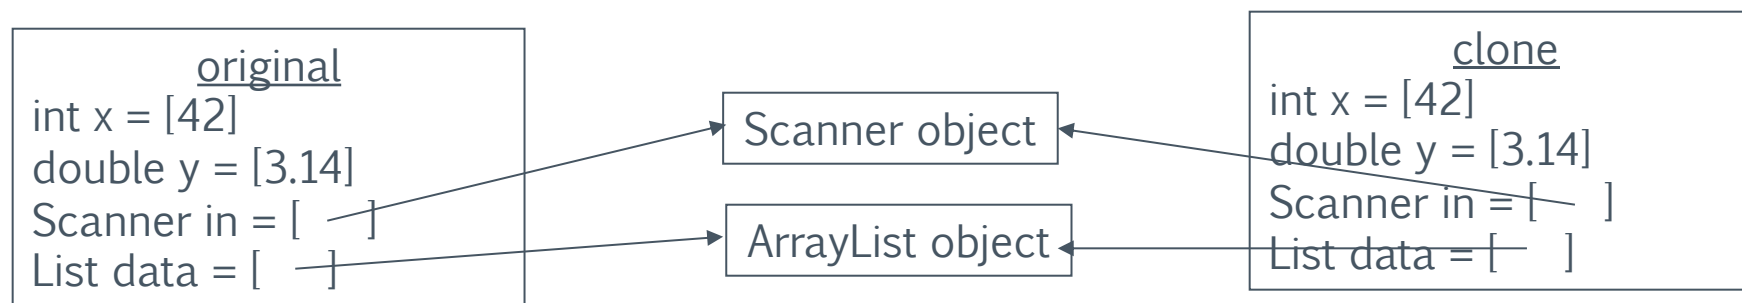 original
int x = [42]
double y = [3.14]
Scanner in = [    ]
List data = [    ]
Scanner object
ArrayList object
clone
int x = [42]
double y = [3.14]
Scanner in = [    ]
List data = [    ]